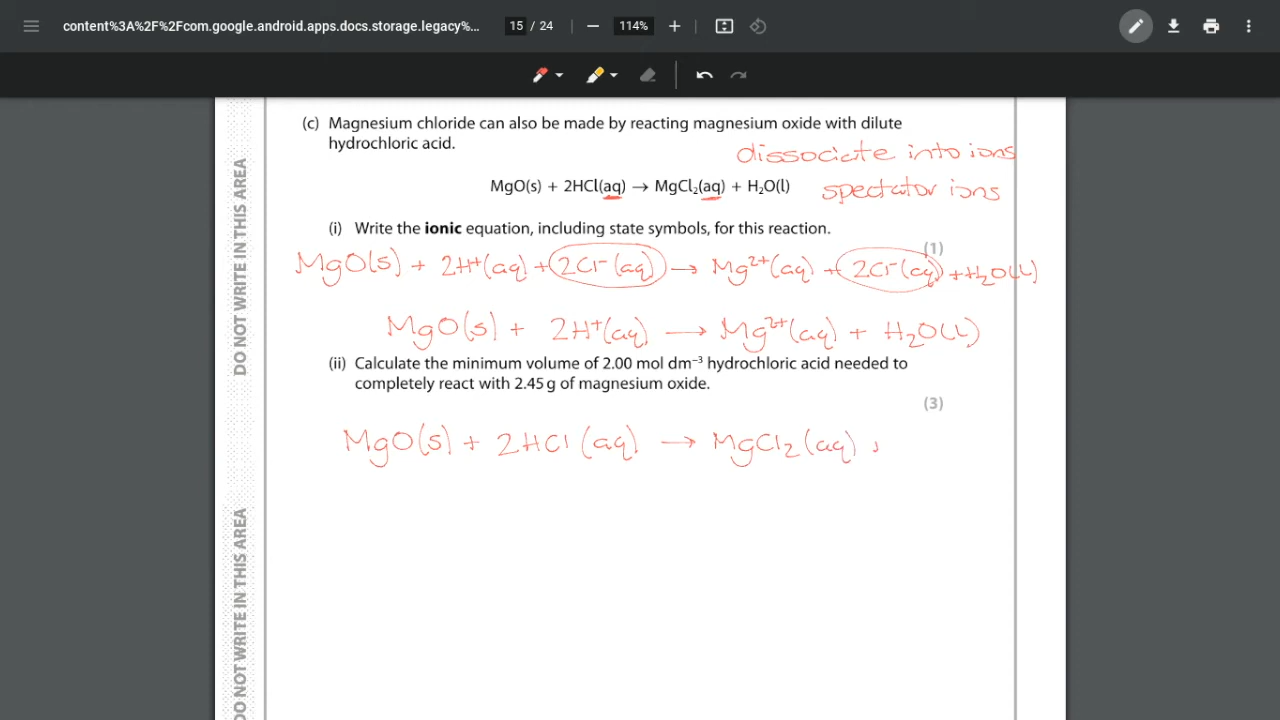 content%3A%2F%2Fcom.google.android.apps.docs.storage.legacy%... 15 / 24 114%
DO NOT WRITE IN THIS AREA
DO NOT WRITE IN THIS AREA
(c) Magnesium chloride can also be made by reacting magnesium oxide with dilute
hydrochloric acid.
dissociate into ions
MgO(s) + 2HCl(aq) → MgCl₂(aq) + H₂O(l)
spectator ions
(i) Write the ionic equation, including state symbols, for this reaction.
(1)
MgO(s) + 2H⁺(aq) + 2Cl⁻(aq) → Mg²⁺(aq) + 2Cl⁻(aq) + H₂O(l)
MgO(s) + 2H⁺(aq) → Mg²⁺(aq) + H₂O(l)
(ii) Calculate the minimum volume of 2.00 mol dm⁻³ hydrochloric acid needed to
completely react with 2.45 g of magnesium oxide.
(3)
MgO(s) + 2HCl(aq) → MgCl₂(aq)